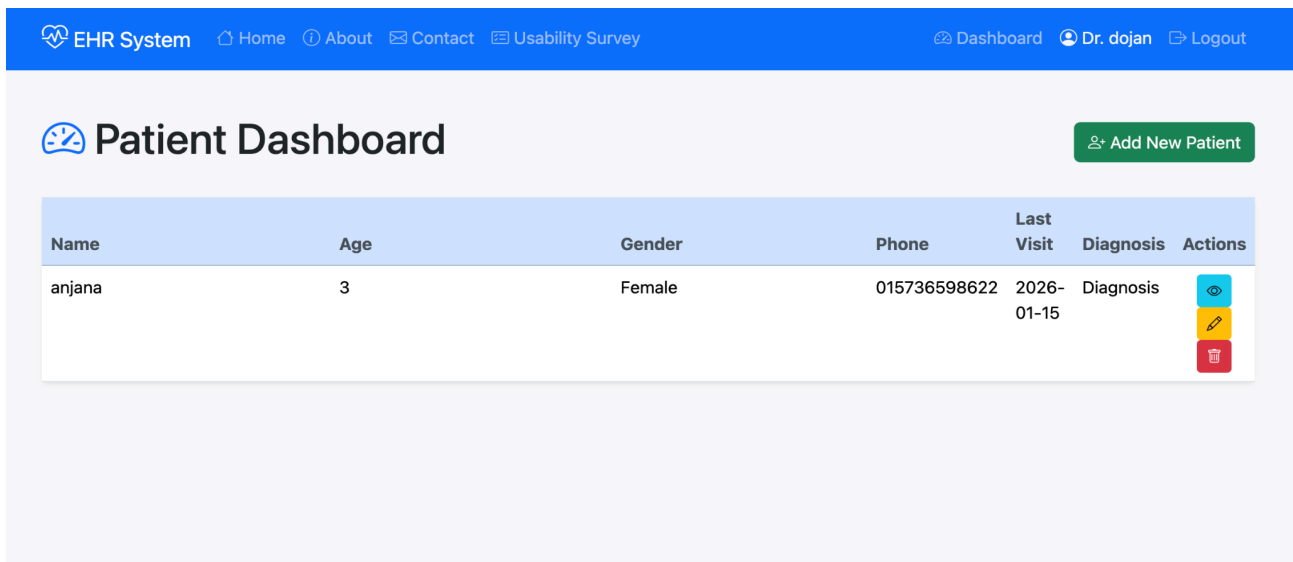 EHR System Home About Contact Usability Survey Dashboard Dr. dojan Logout
Patient Dashboard
Add New Patient
Name Age Gender Phone Last Visit Diagnosis Actions
anjana 3 Female 015736598622 2026-01-15 Diagnosis